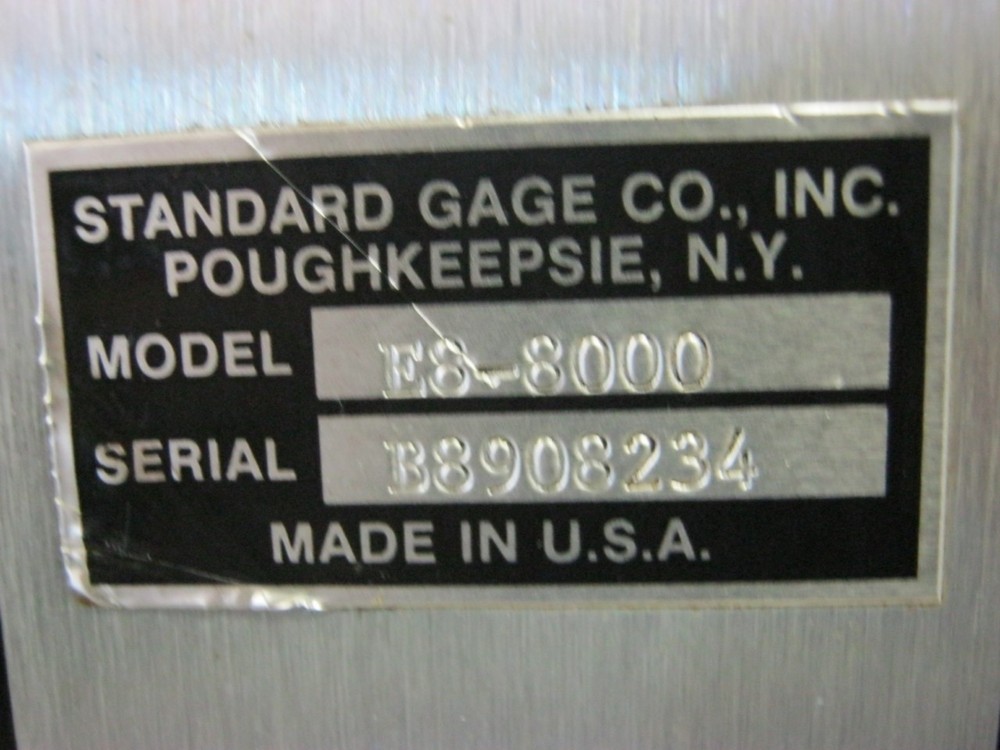 STANDARD GAGE CO., INC.
POUGHKEEPSIE, N.Y.
MODEL E8-8000
SERIAL B8908234
MADE IN U.S.A.